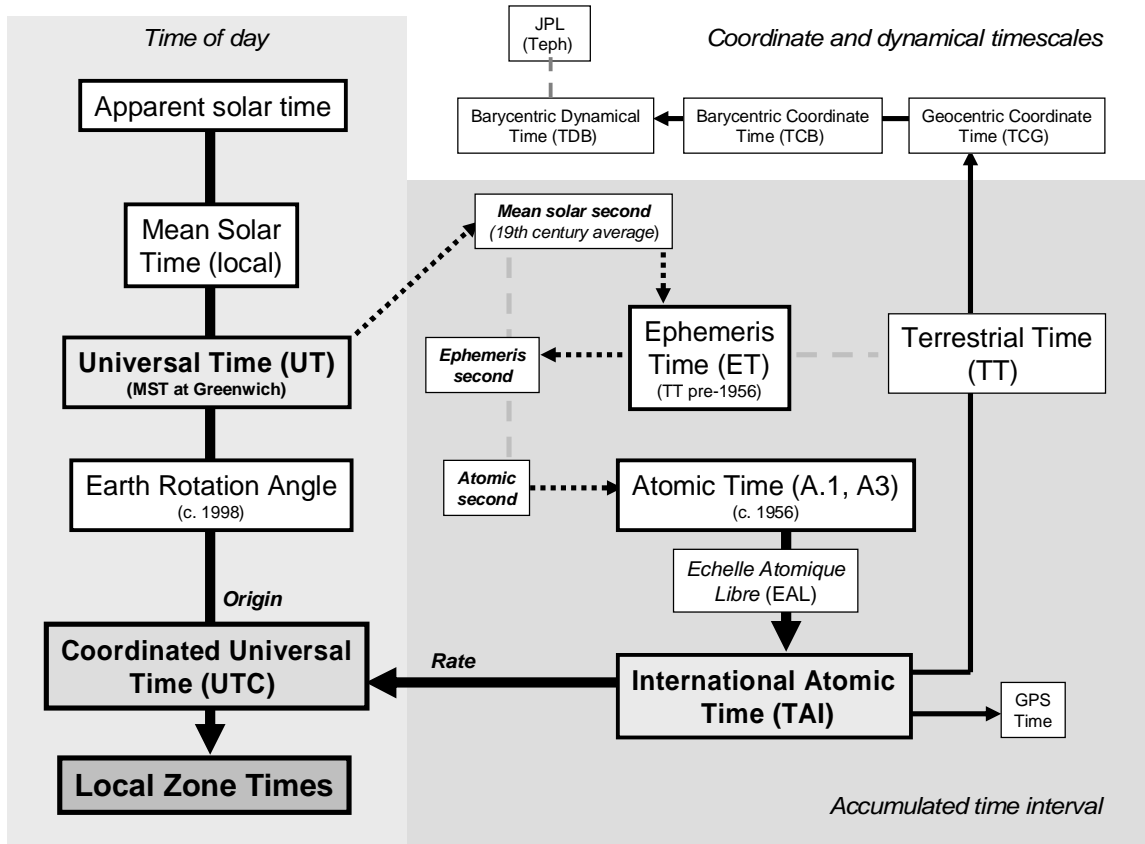 Time of day
Apparent solar time
Mean Solar
Time (local)
Universal Time (UT)
(MST at Greenwich)
Earth Rotation Angle
(c. 1998)
Origin
Coordinated Universal
Time (UTC)
Local Zone Times
JPL
(Teph)
Coordinate and dynamical timescales
Barycentric Dynamical
Time (TDB)
Barycentric Coordinate
Time (TCB)
Geocentric Coordinate
Time (TCG)
Mean solar second
(19th century average)
Ephemeris
second
Ephemeris
Time (ET)
(TT pre-1956)
Terrestrial Time
(TT)
Atomic
second
Atomic Time (A.1, A3)
(c. 1956)
Echelle Atomique
Libre (EAL)
Rate
International Atomic
Time (TAI)
GPS
Time
Accumulated time interval